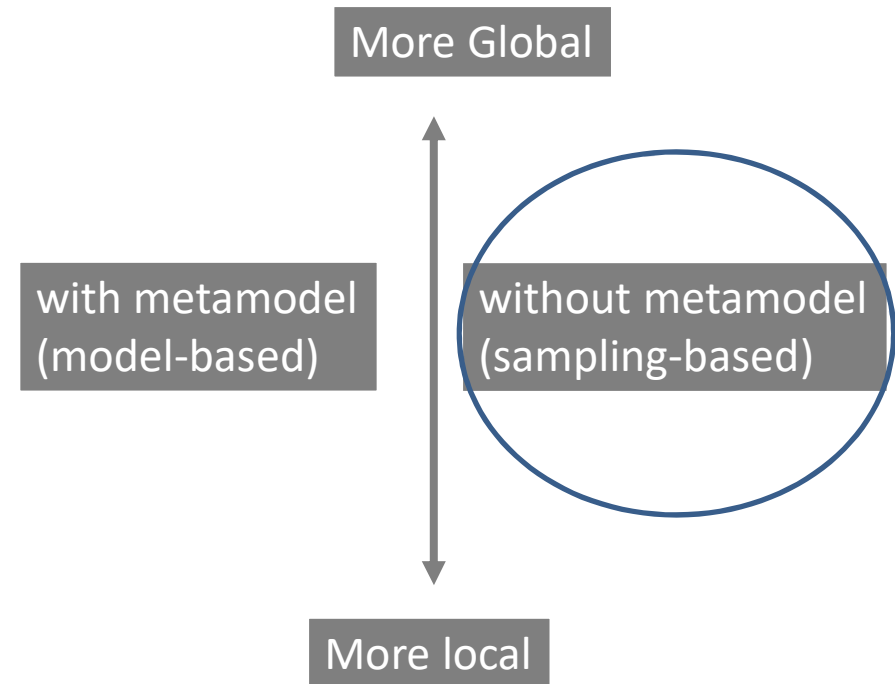 More Global
with metamodel
(model-based)
without metamodel
(sampling-based)
More local